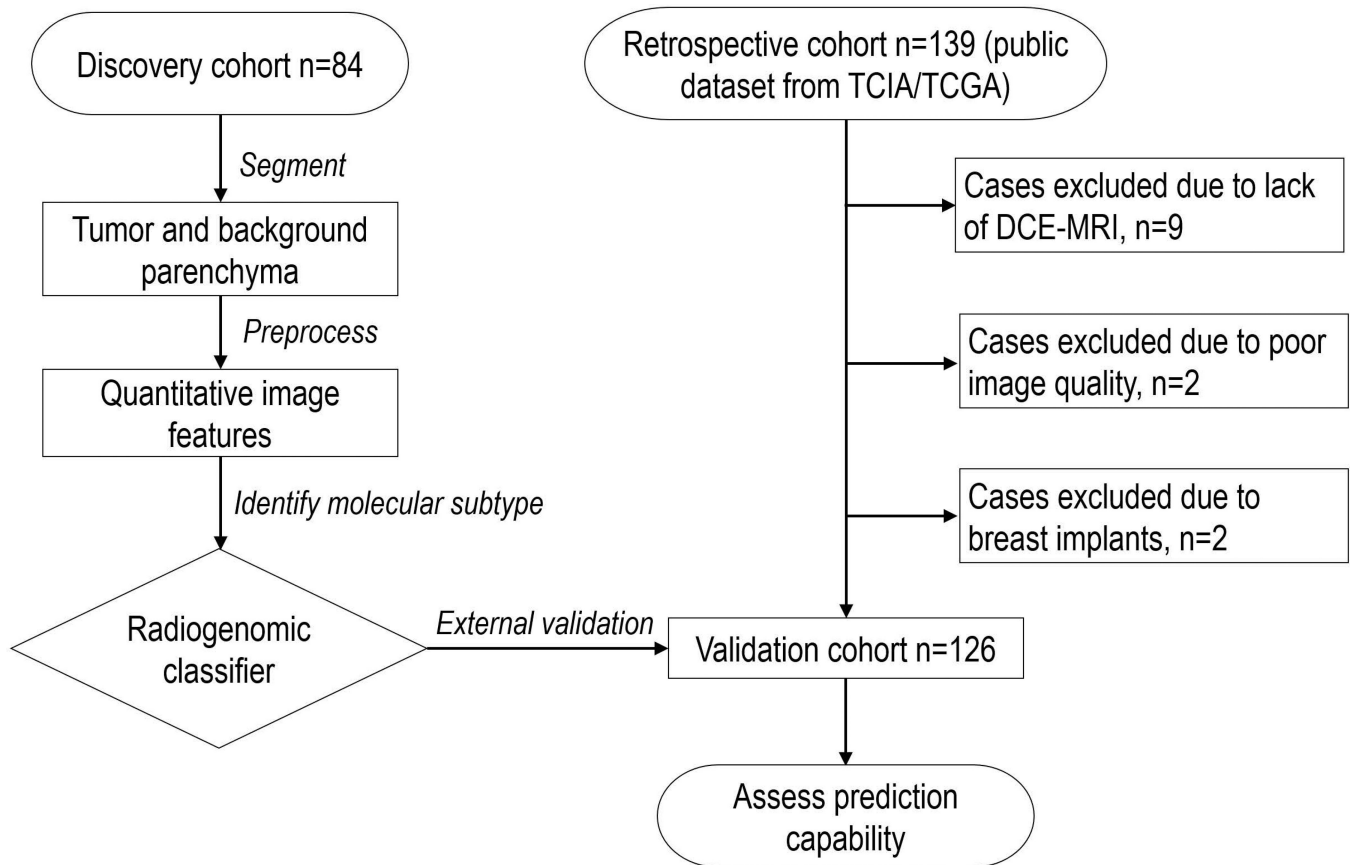 Discovery cohort n=84
Segment
Tumor and background
parenchyma
Preprocess
Quantitative image
features
Identify molecular subtype
Radiogenomic
classifier
External validation
Retrospective cohort n=139 (public
dataset from TCIA/TCGA)
Cases excluded due to lack
of DCE-MRI, n=9
Cases excluded due to poor
image quality, n=2
Cases excluded due to
breast implants, n=2
Validation cohort n=126
Assess prediction
capability